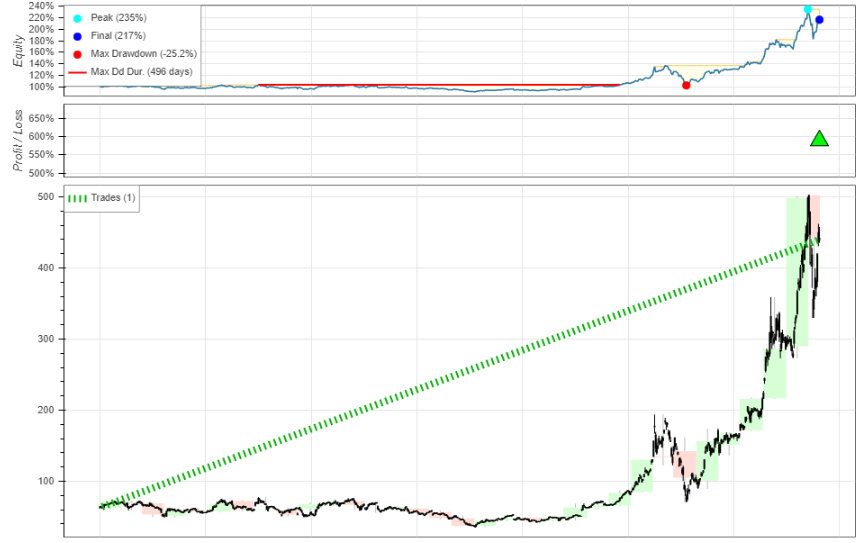 240%
220%
200%
180%
160%
140%
120%
100%
Equity
Peak (235%)
Final (217%)
Max Drawdown (-25.2%)
Max Dd Dur. (496 days)
650%
600%
550%
500%
Profit / Loss
Trades (1)
500
400
300
200
100